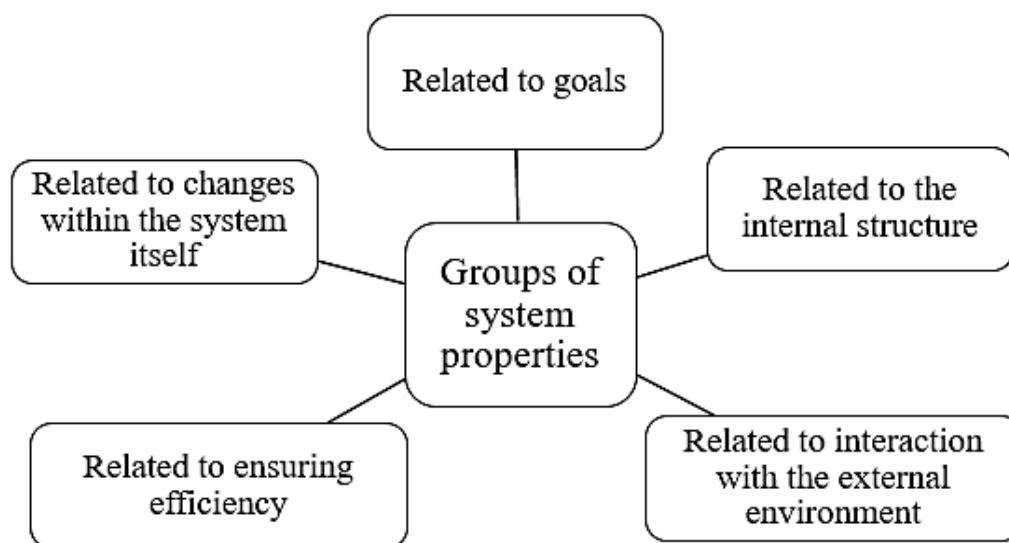 Related to goals
Related to changes
within the system
itself
Related to the
internal structure
Groups of
system
properties
Related to ensuring
efficiency
Related to interaction
with the external
environment